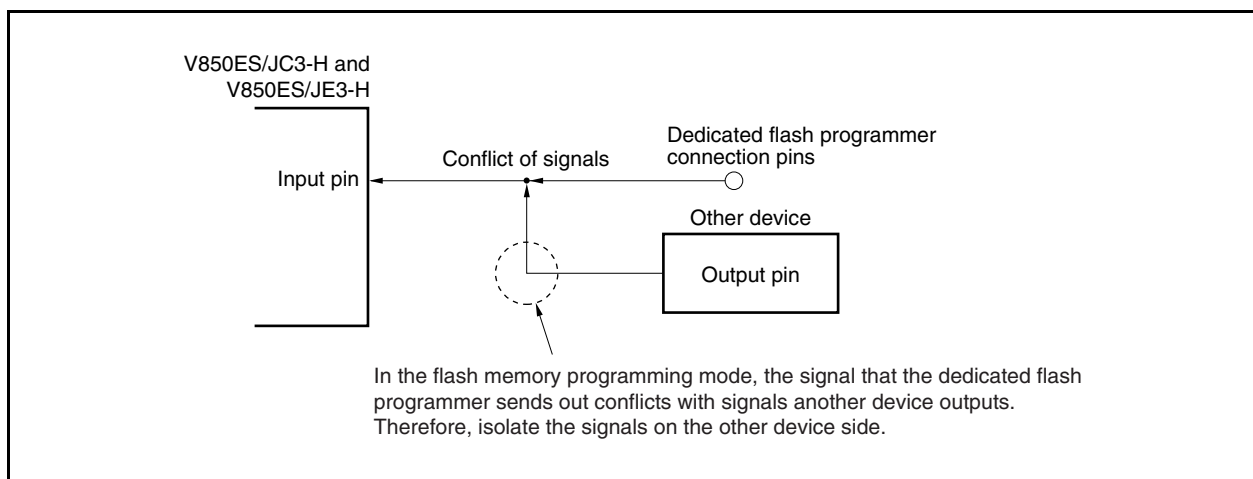 V850ES/JC3-H and
V850ES/JE3-H
Dedicated flash programmer
connection pins
Conflict of signals
Input pin
Other device
Output pin
In the flash memory programming mode, the signal that the dedicated flash
programmer sends out conflicts with signals another device outputs.
Therefore, isolate the signals on the other device side.